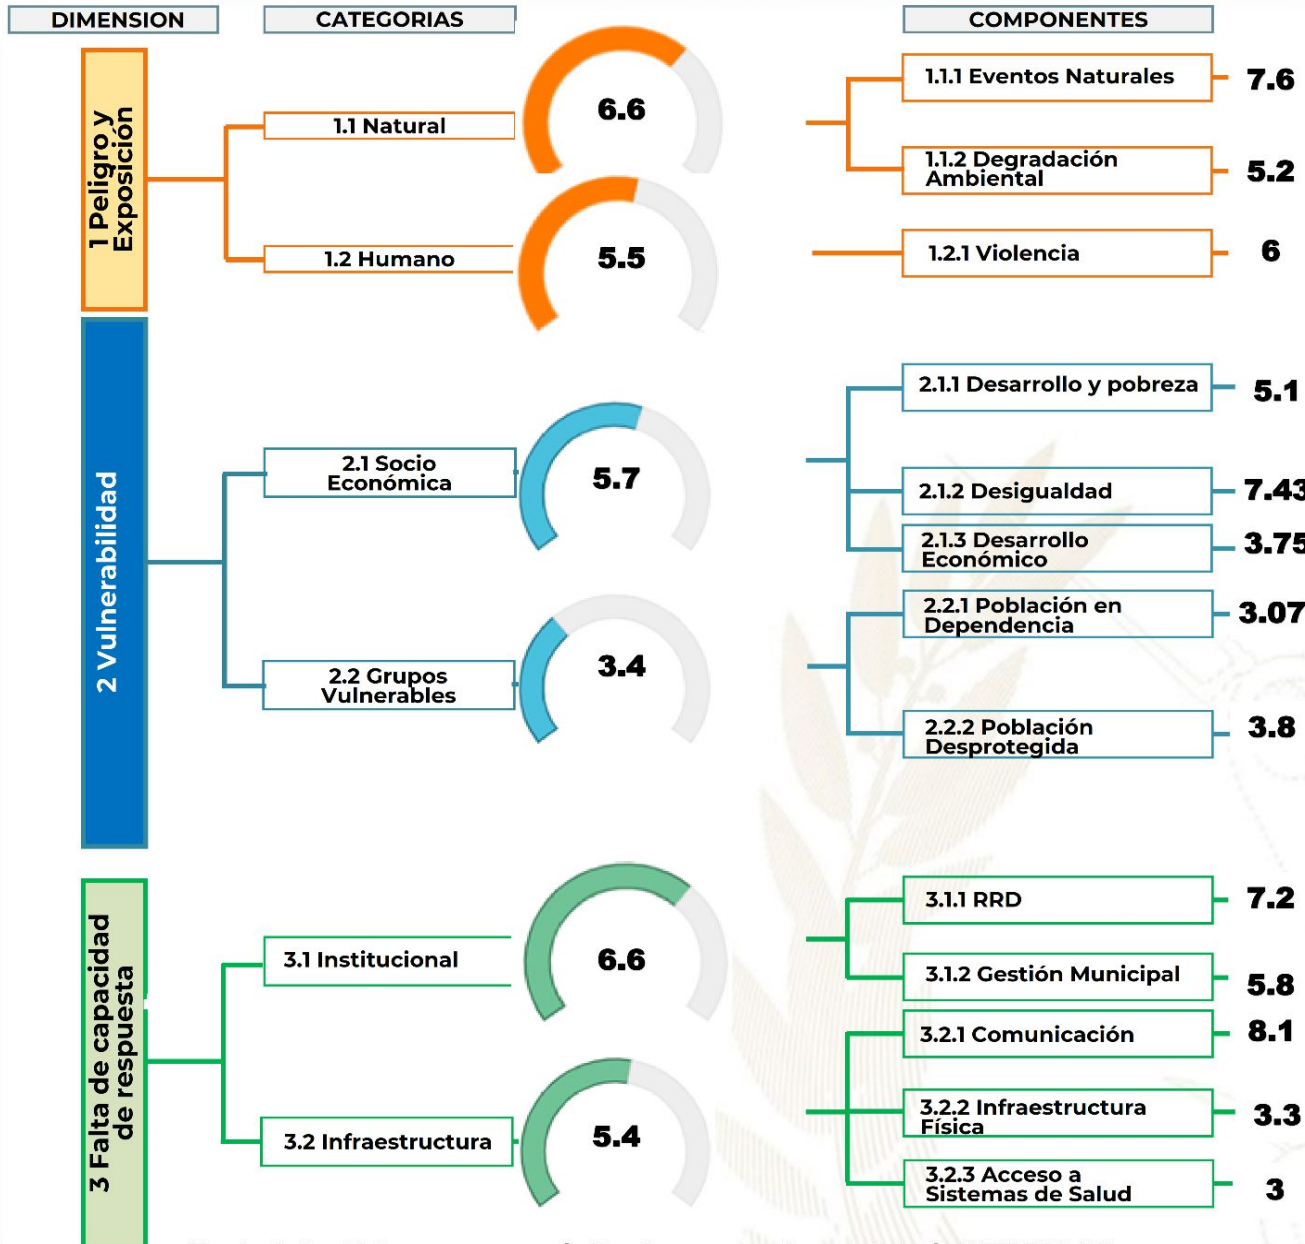 DIMENSION
CATEGORIAS
COMPONENTES
1 Peligro y
Exposición
1.1 Natural
6.6
1.1.1 Eventos Naturales
7.6
1.1.2 Degradación
Ambiental
5.2
1.2 Humano
5.5
1.2.1 Violencia
6
2 Vulnerabilidad
2.1 Socio
Económica
5.7
2.1.1 Desarrollo y pobreza
5.1
2.1.2 Desigualdad
7.43
2.1.3 Desarrollo
Económico
3.75
2.2 Grupos
Vulnerables
3.4
2.2.1 Población en
Dependencia
3.07
2.2.2 Población
Desprotegida
3.8
3 Falta de capacidad
de respuesta
3.1 Institucional
6.6
3.1.1 RRD
7.2
3.1.2 Gestión Municipal
5.8
3.2 Infraestructura
5.4
3.2.1 Comunicación
8.1
3.2.2 Infraestructura
Física
3.3
3.2.3 Acceso a
Sistemas de Salud
3